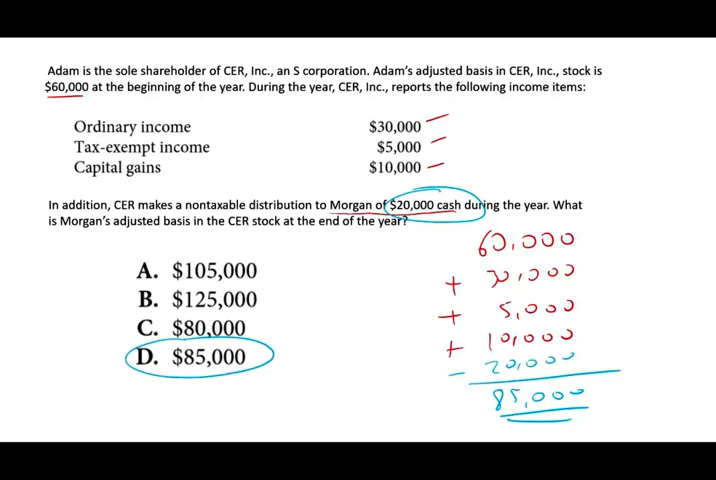 Adam is the sole shareholder of CER, Inc., an S corporation. Adam's adjusted basis in CER, Inc., stock is
$60,000 at the beginning of the year. During the year, CER, Inc., reports the following income items:
Ordinary income $30,000
Tax-exempt income $5,000
Capital gains $10,000
In addition, CER makes a nontaxable distribution to Morgan of $20,000 cash during the year. What
is Morgan's adjusted basis in the CER stock at the end of the year?
A. $105,000
B. $125,000
C. $80,000
D. $85,000
60,000
+ 30,000
+ 5,000
+ 10,000
- 20,000
85,000